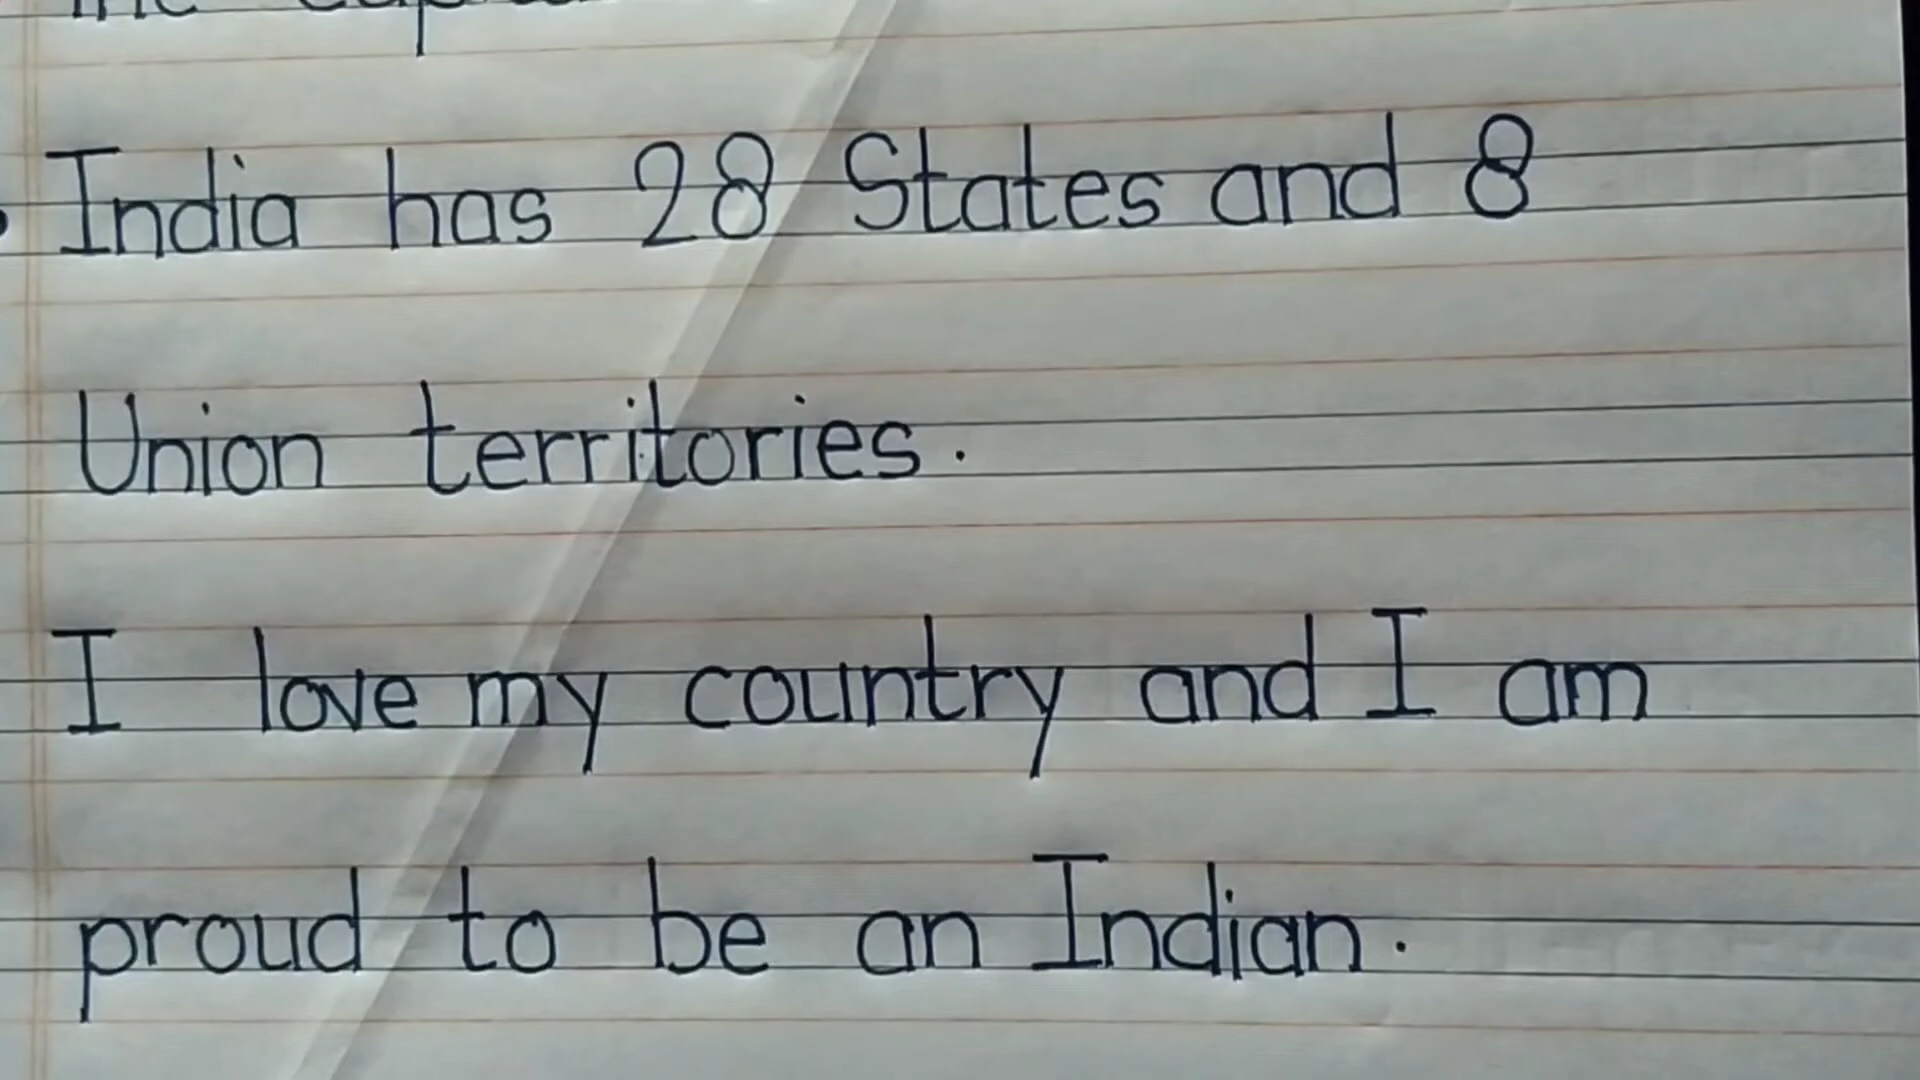 India has 28 States and 8
Union territories.
I love my country and I am
proud to be an Indian.